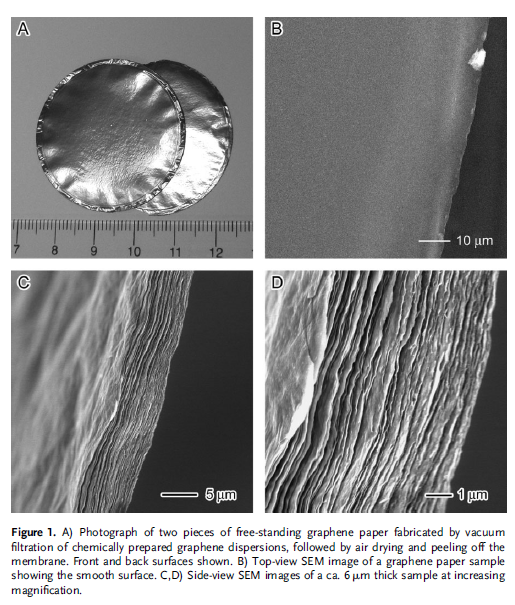 A
B
7 8 9 10 11 12
10 μm
C
D
5 μm
1 μm
Figure 1. A) Photograph of two pieces of free-standing graphene paper fabricated by vacuum
filtration of chemically prepared graphene dispersions, followed by air drying and peeling off the
membrane. Front and back surfaces shown. B) Top-view SEM image of a graphene paper sample
showing the smooth surface. C,D) Side-view SEM images of a ca. 6 μm thick sample at increasing
magnification.